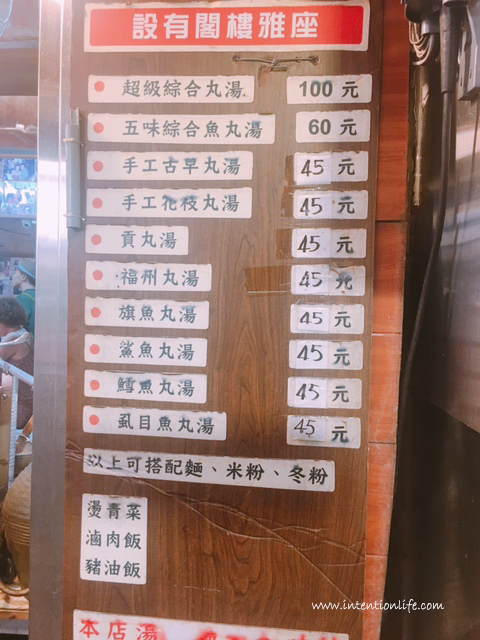 設有閣樓雅座
超級綜合丸湯 100 元
五味綜合魚丸湯 60 元
手工古早丸湯 45 元
手工花枝丸湯 45 元
貢丸湯 45 元
福州丸湯 45 元
旗魚丸湯 45 元
鯊魚丸湯 45 元
鱈魚丸湯 45 元
虱目魚丸湯 45 元
以上可搭配麵、米粉、冬粉
燙青菜
滷肉飯
豬油飯
本店湯
www.intentionlife.com